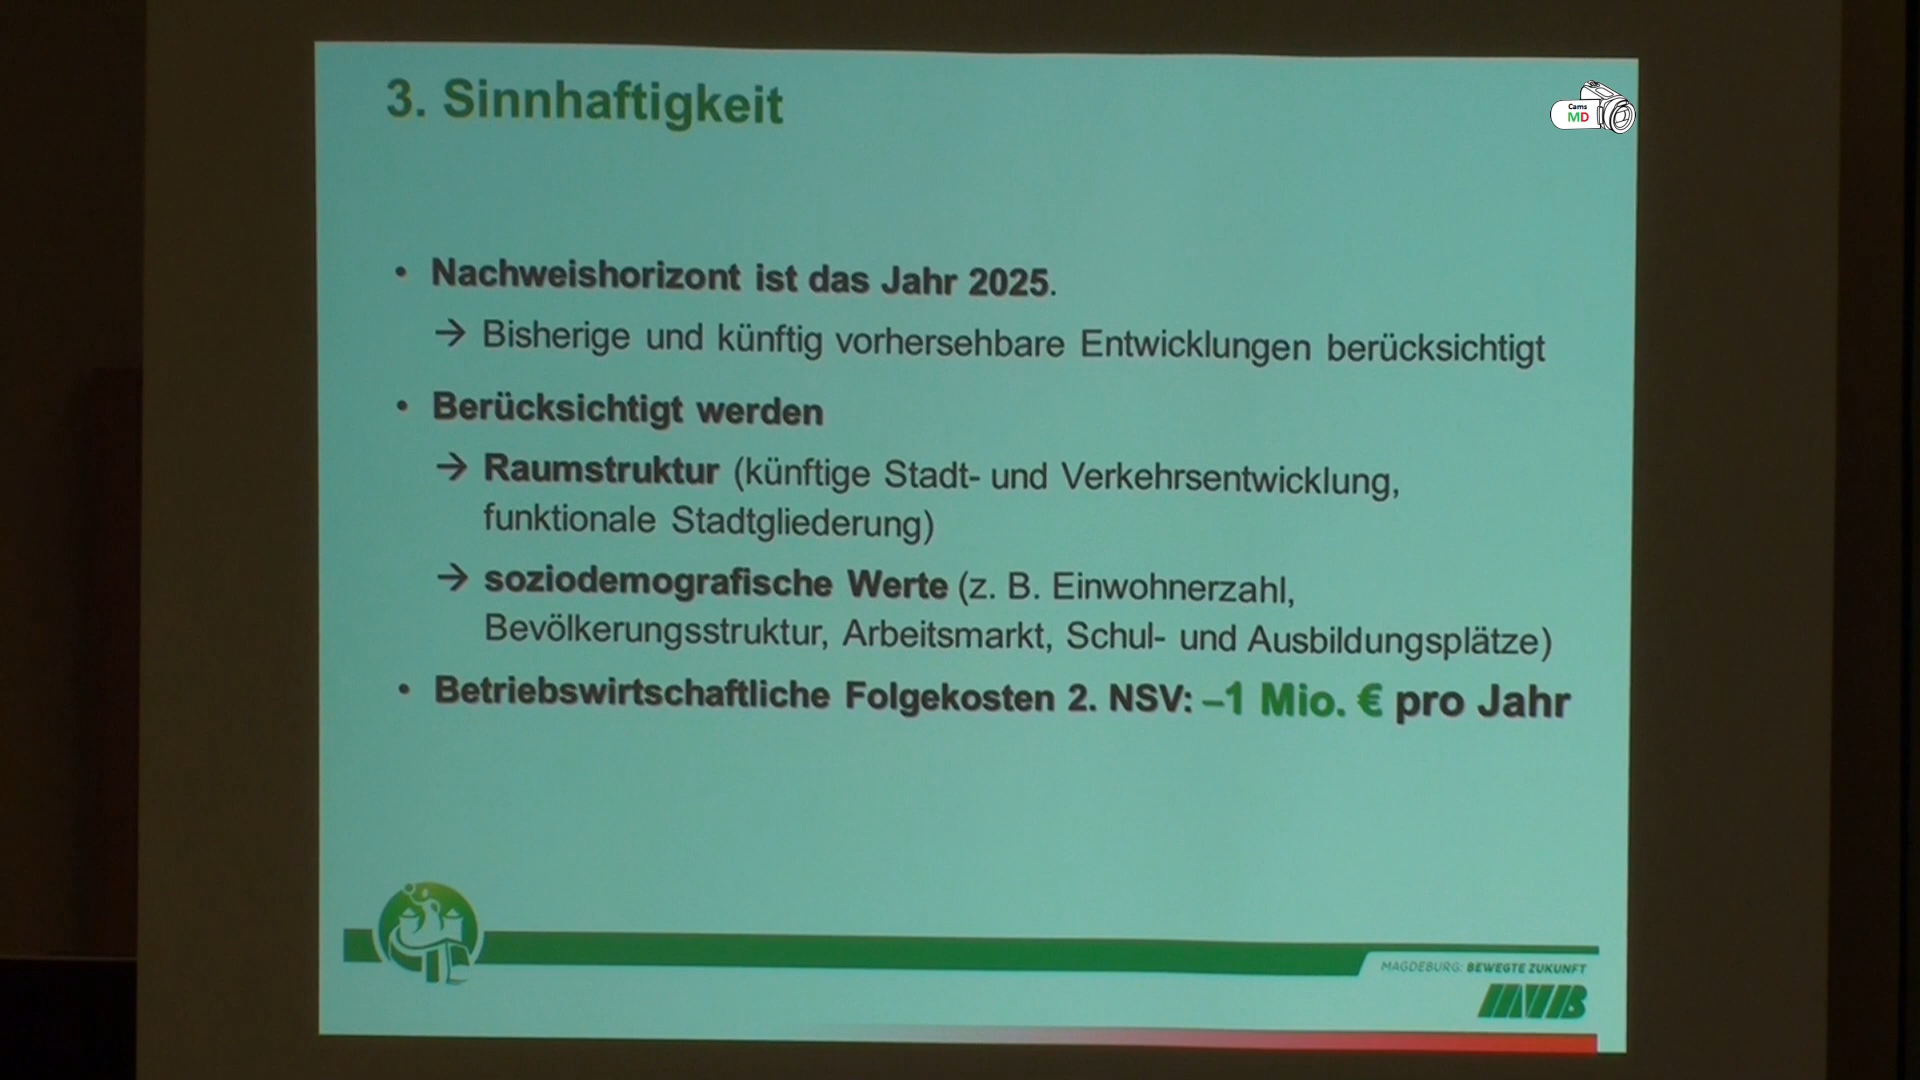 3. Sinnhaftigkeit
Cams
MD
• Nachweishorizont ist das Jahr 2025.
→ Bisherige und künftig vorhersehbare Entwicklungen berücksichtigt
• Berücksichtigt werden
→ Raumstruktur (künftige Stadt- und Verkehrsentwicklung,
funktionale Stadtgliederung)
→ soziodemografische Werte (z. B. Einwohnerzahl,
Bevölkerungsstruktur, Arbeitsmarkt, Schul- und Ausbildungsplätze)
• Betriebswirtschaftliche Folgekosten 2. NSV: –1 Mio. € pro Jahr
MAGDEBURG: BEWEGTE ZUKUNFT
MVB